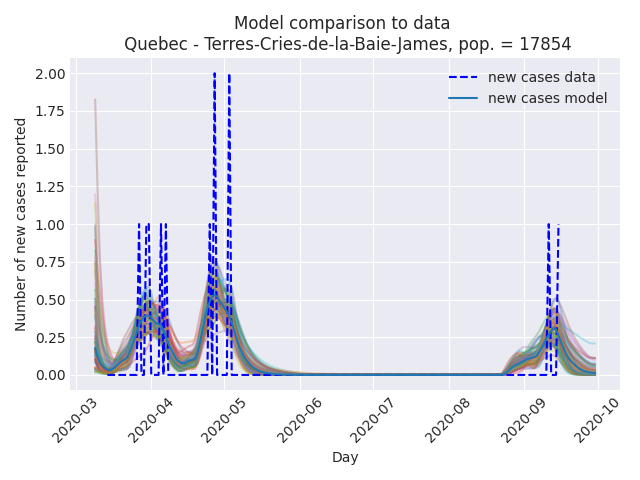 Model comparison to data
Quebec - Terres-Cries-de-la-Baie-James, pop. = 17854
new cases data
new cases model
Number of new cases reported
2.00
1.75
1.50
1.25
1.00
0.75
0.50
0.25
0.00
2020-03
2020-04
2020-05
2020-06
2020-07
2020-08
2020-09
2020-10
Day